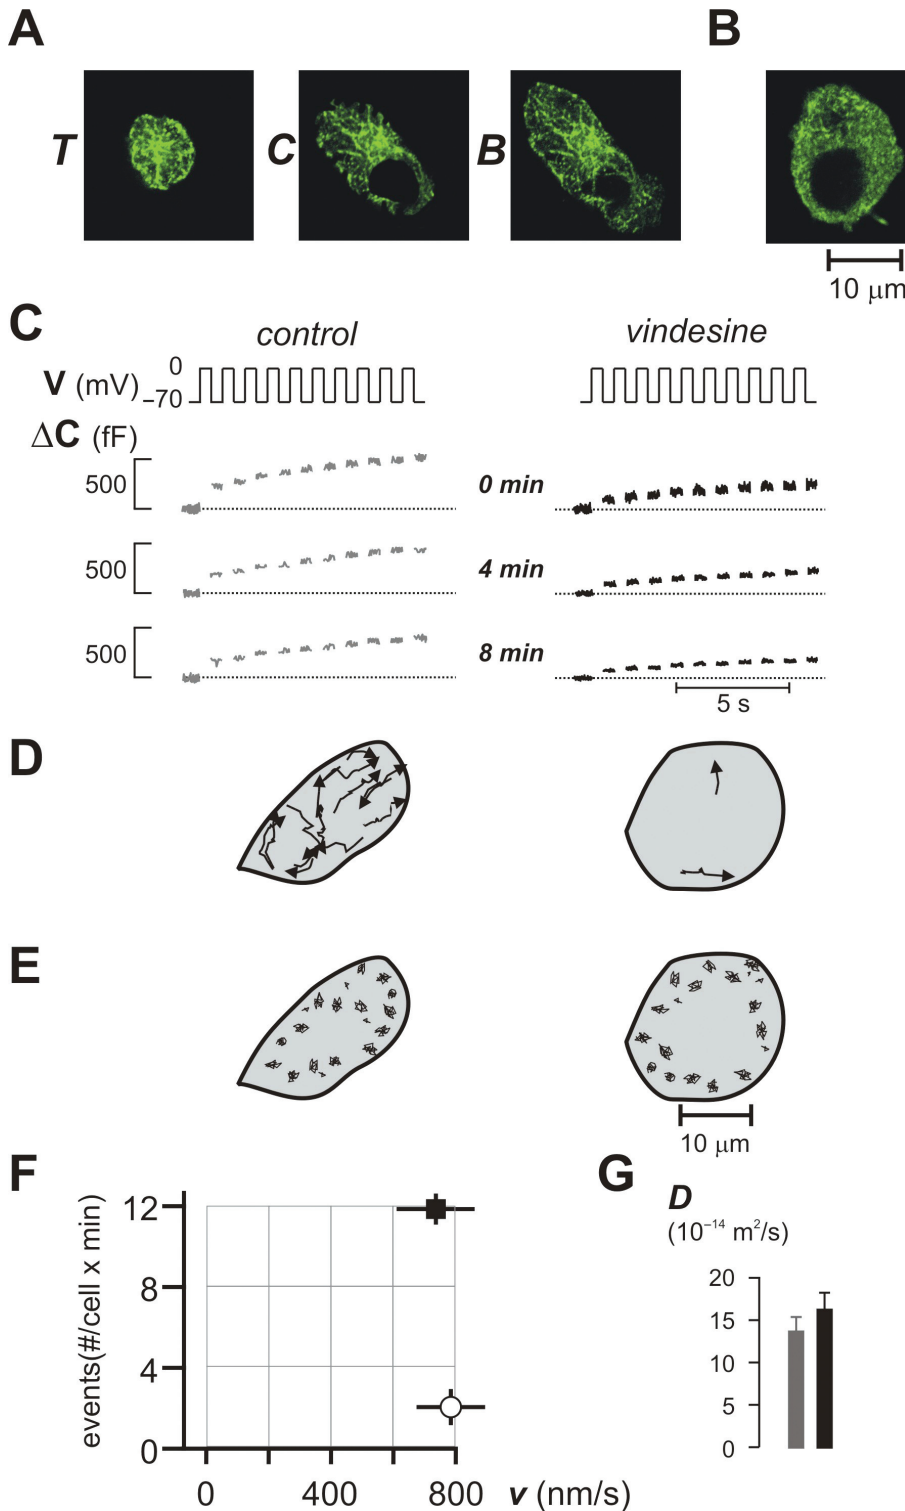 A
B
T
C
B
10 μm
C
control
vindesine
V (mV)
0
−70
ΔC (fF)
500
0 min
500
4 min
500
8 min
5 s
D
E
10 μm
F
G
events(#/cell x min)
12
8
4
0
0
400
800
v (nm/s)
D
(10⁻¹⁴ m²/s)
20
15
10
5
0